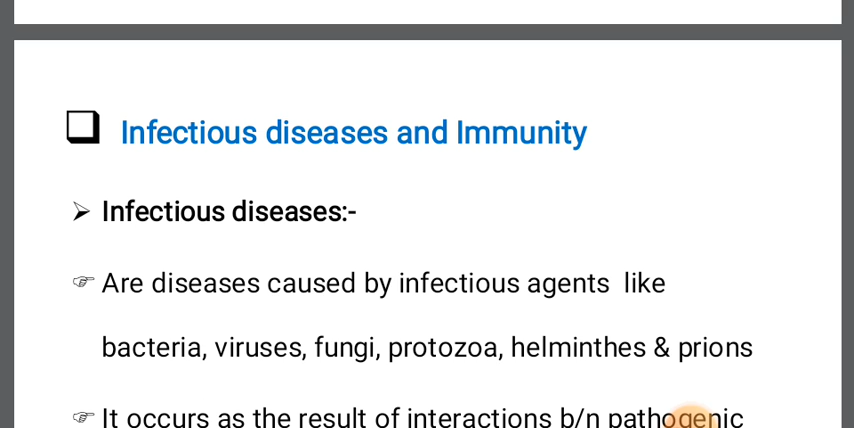 Infectious diseases and Immunity
Infectious diseases:-
Are diseases caused by infectious agents like
bacteria, viruses, fungi, protozoa, helminthes & prions
It occurs as the result of interactions b/n pathogenic